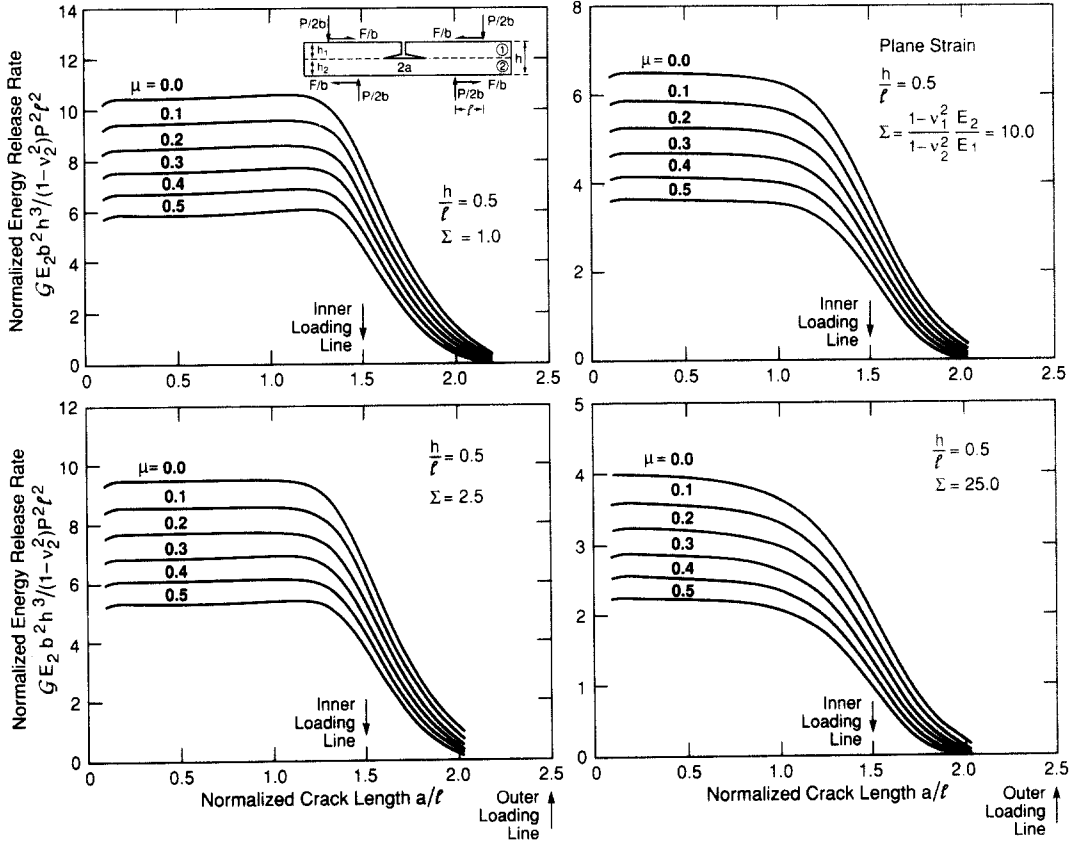 Normalized Energy Release Rate
𝒢E₂b²h³/(1-ν₂²)P²ℓ²
14
12
10
8
6
4
2
0
P/2b F/b F/b P/2b
h₁ ① h
h₂ 2a ②
F/b P/2b P/2b F/b
ℓ
μ = 0.0
0.1
0.2
0.3
0.4
0.5
h/ℓ = 0.5
Σ = 1.0
Inner
Loading
Line
0 0.5 1.0 1.5 2.0 2.5
8
6
4
2
0
Plane Strain
μ = 0.0
0.1
0.2
0.3
0.4
0.5
h/ℓ = 0.5
Σ = (1-ν₁²)/(1-ν₂²) E₂/E₁ = 10.0
Inner
Loading
Line
0 0.5 1.0 1.5 2.0 2.5
Normalized Energy Release Rate
𝒢E₂b²h³/(1-ν₂²)P²ℓ²
12
10
8
6
4
2
0
μ= 0.0
0.1
0.2
0.3
0.4
0.5
h/ℓ = 0.5
Σ = 2.5
Inner
Loading
Line
0 0.5 1.0 1.5 2.0 2.5
Normalized Crack Length a/ℓ
Outer
Loading
Line
5
4
3
2
1
0
μ = 0.0
0.1
0.2
0.3
0.4
0.5
h/ℓ = 0.5
Σ = 25.0
Inner
Loading
Line
0 0.5 1.0 1.5 2.0 2.5
Normalized Crack Length a/ℓ
Outer
Loading
Line